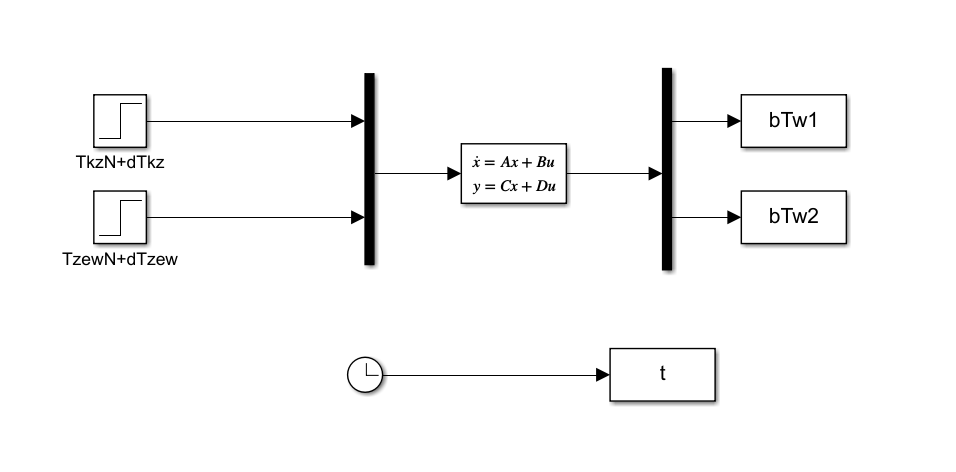 TkzN+dTkz
TzewN+dTzew
ẋ = Ax + Bu
y = Cx + Du
bTw1
bTw2
t